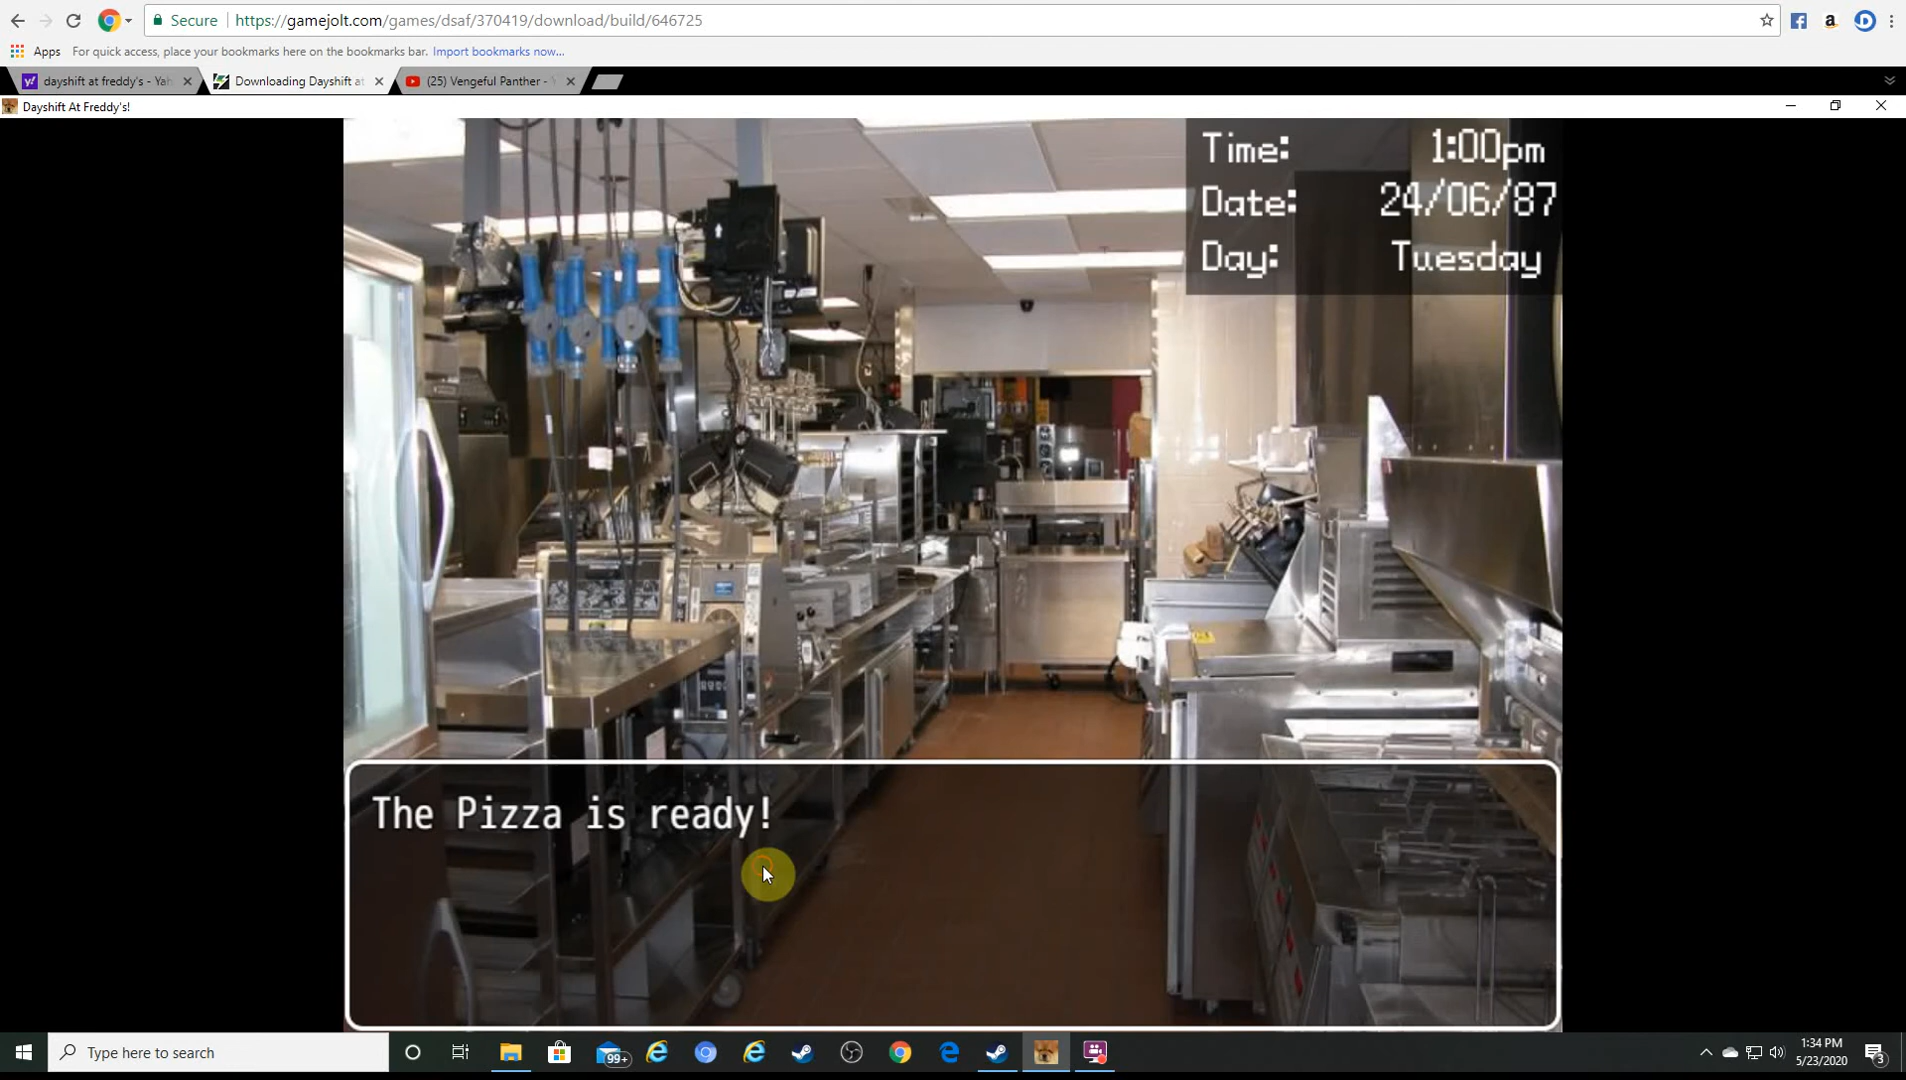 Secure
https://gamejolt.com/games/dsaf/370419/download/build/646725
Apps
For quick access, place your bookmarks here on the bookmarks bar. Import bookmarks now...
dayshift at freddy's - Yah
Downloading Dayshift at
(25) Vengeful Panther - Y
Dayshift At Freddy's!
Time: 1:00pm
Date: 24/06/87
Day: Tuesday
The Pizza is ready!
Type here to search
99+
1:34 PM
5/23/2020
3